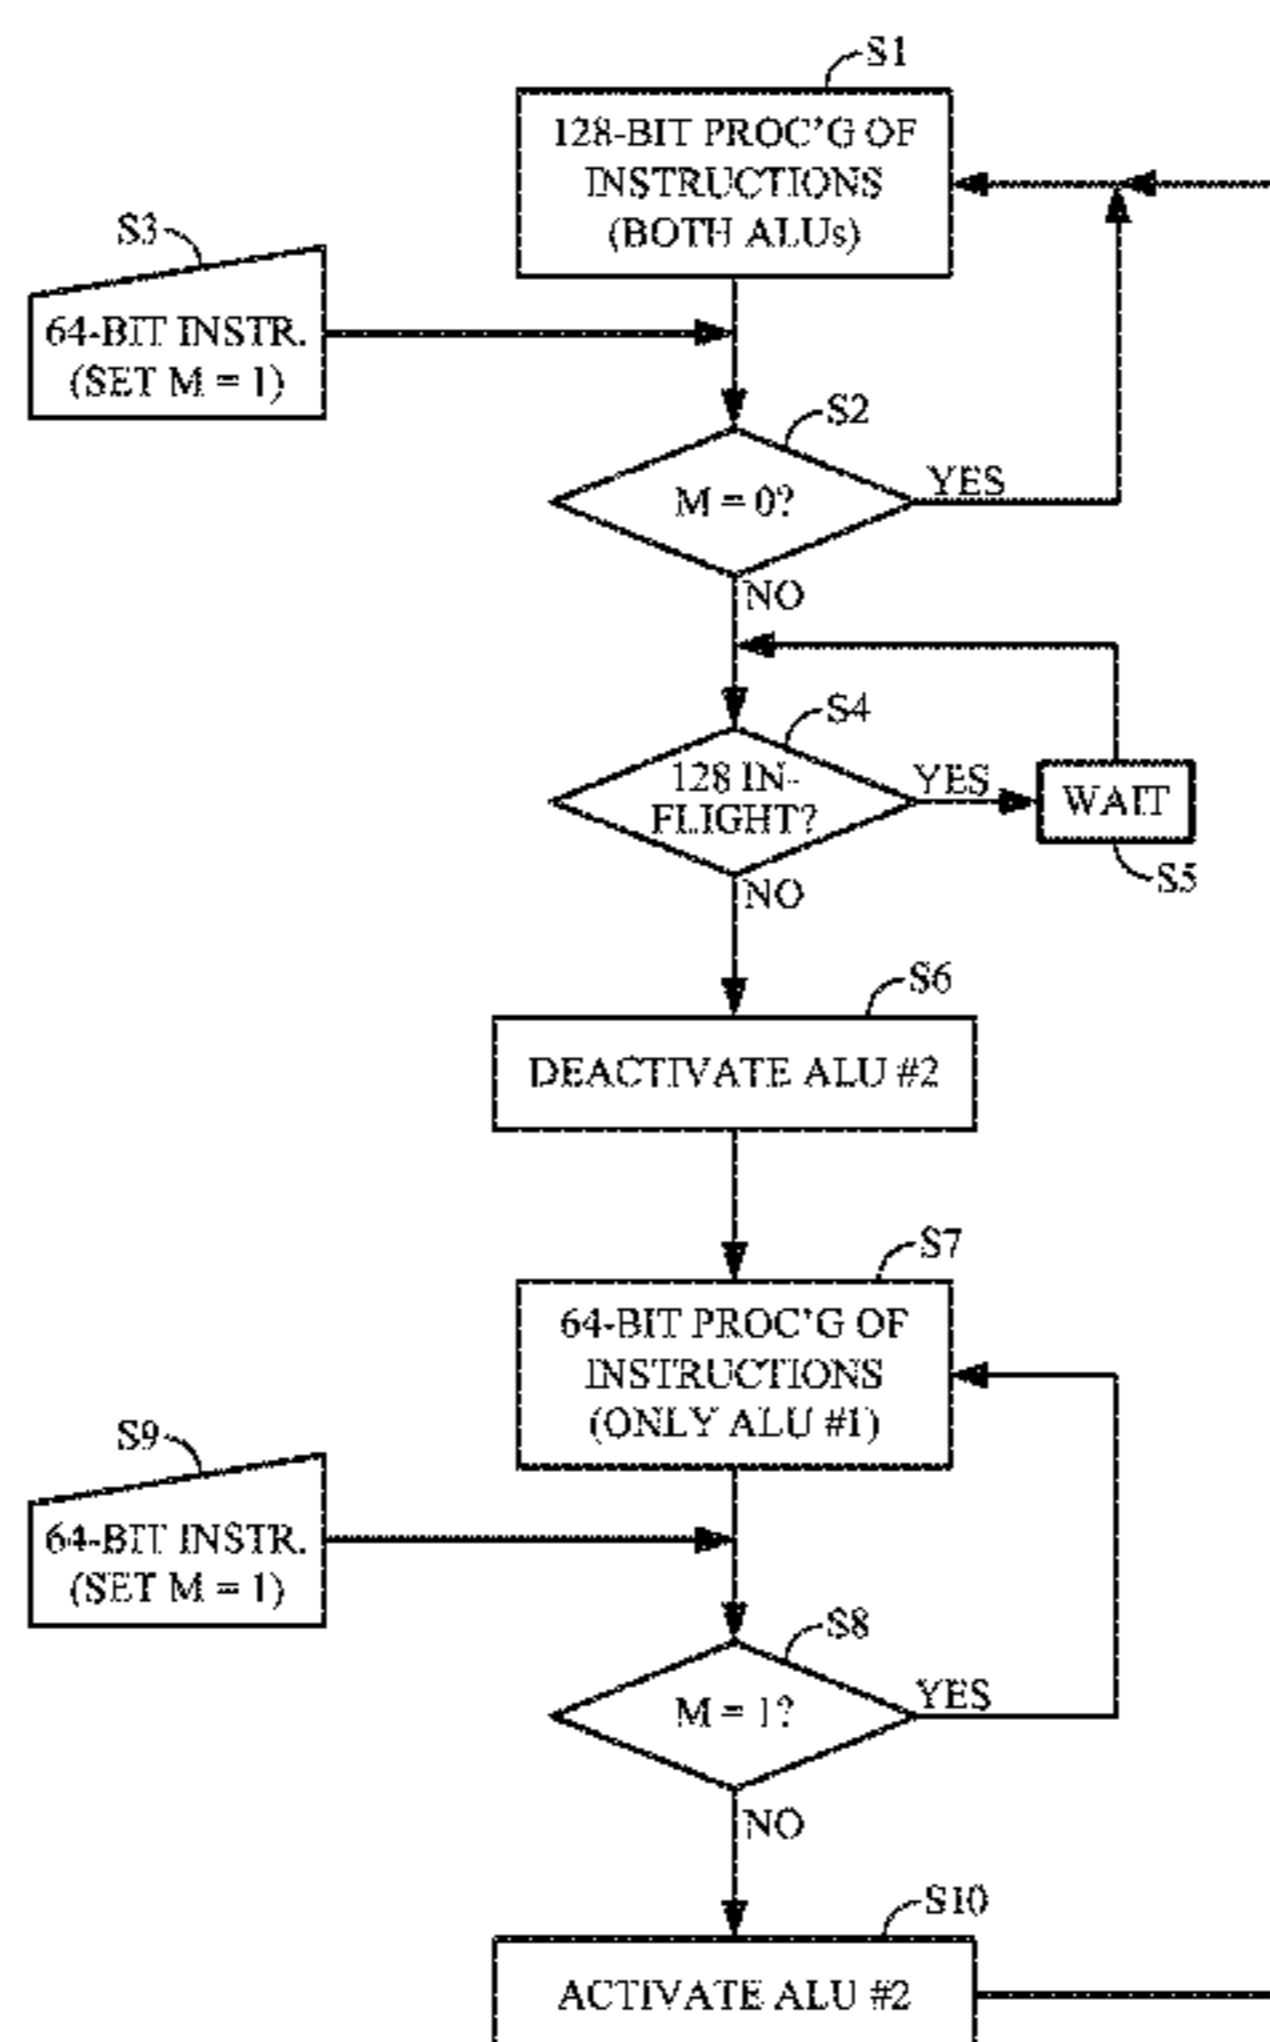 S1
128-BIT PROC'G OF
INSTRUCTIONS
(BOTH ALUs)
S3
64-BIT INSTR.
(SET M = 1)
S2
M = 0?
YES
NO
S4
128 IN-
FLIGHT?
YES
WAIT
S5
NO
S6
DEACTIVATE ALU #2
S7
64-BIT PROC'G OF
INSTRUCTIONS
(ONLY ALU #1)
S9
64-BIT INSTR.
(SET M = 1)
S8
M = 1?
YES
NO
S10
ACTIVATE ALU #2